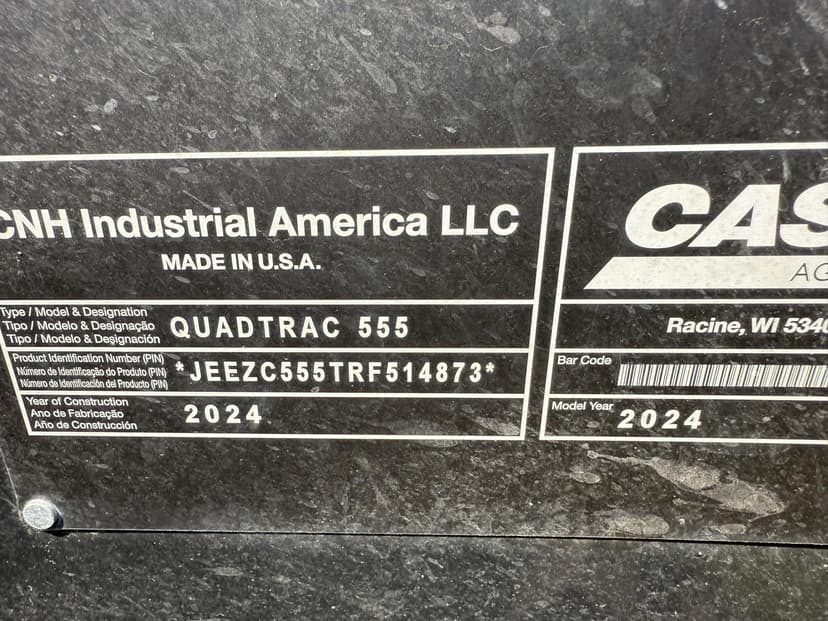 CNH Industrial America LLC
MADE IN U.S.A.
Type / Model & Designation
Tipo / Modelo & Designação
Tipo / Modelo & Designación
QUADTRAC 555
Product Identification Number (PIN)
Número de Identificação do Produto (PIN)
Número de Identificación del Producto (PIN)
*JEEZC555TRF514873*
Year of Construction
Ano de Fabricação
Año de Construcción
2024
CAS
AG
Racine, WI 5340
Bar Code
Model Year
2024